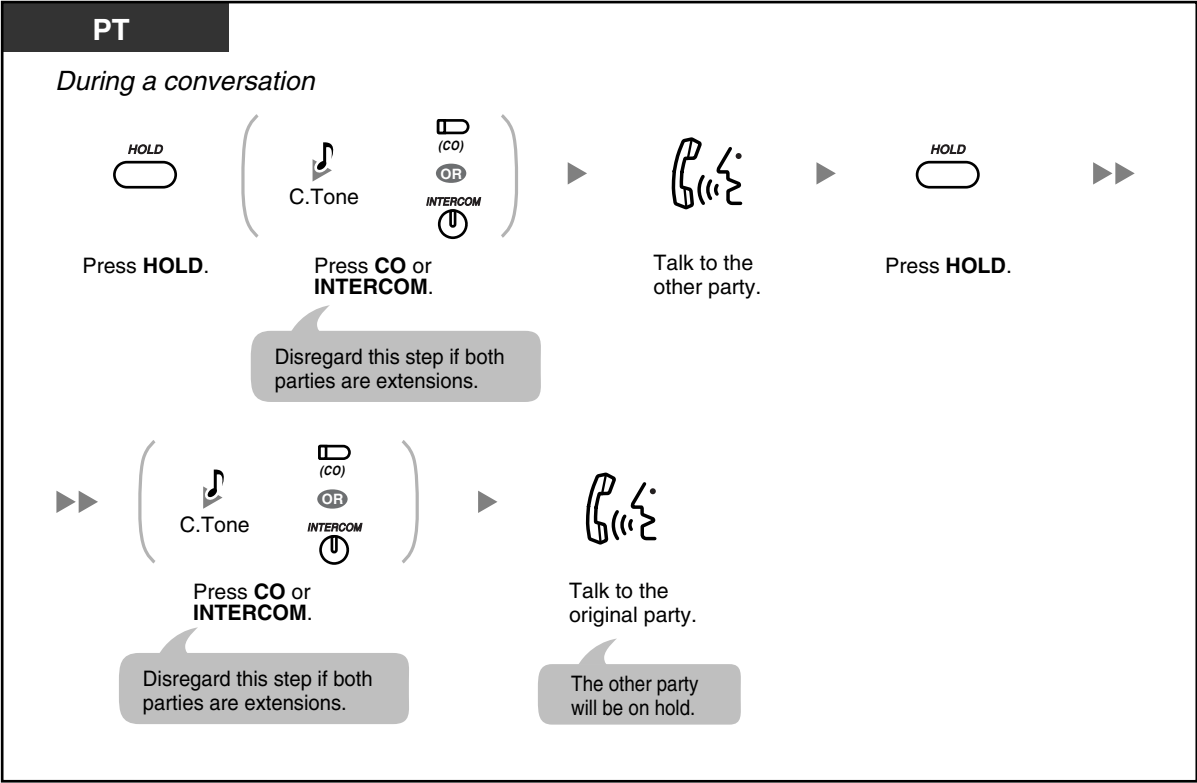 PT
During a conversation
HOLD
C.Tone
(CO)
OR
INTERCOM
HOLD
Press HOLD.
Press CO or
INTERCOM.
Talk to the
other party.
Press HOLD.
Disregard this step if both
parties are extensions.
C.Tone
(CO)
OR
INTERCOM
Press CO or
INTERCOM.
Talk to the
original party.
Disregard this step if both
parties are extensions.
The other party
will be on hold.